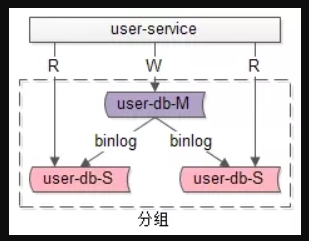 user-service
R W R
user-db-M
binlog binlog
user-db-S user-db-S
分组